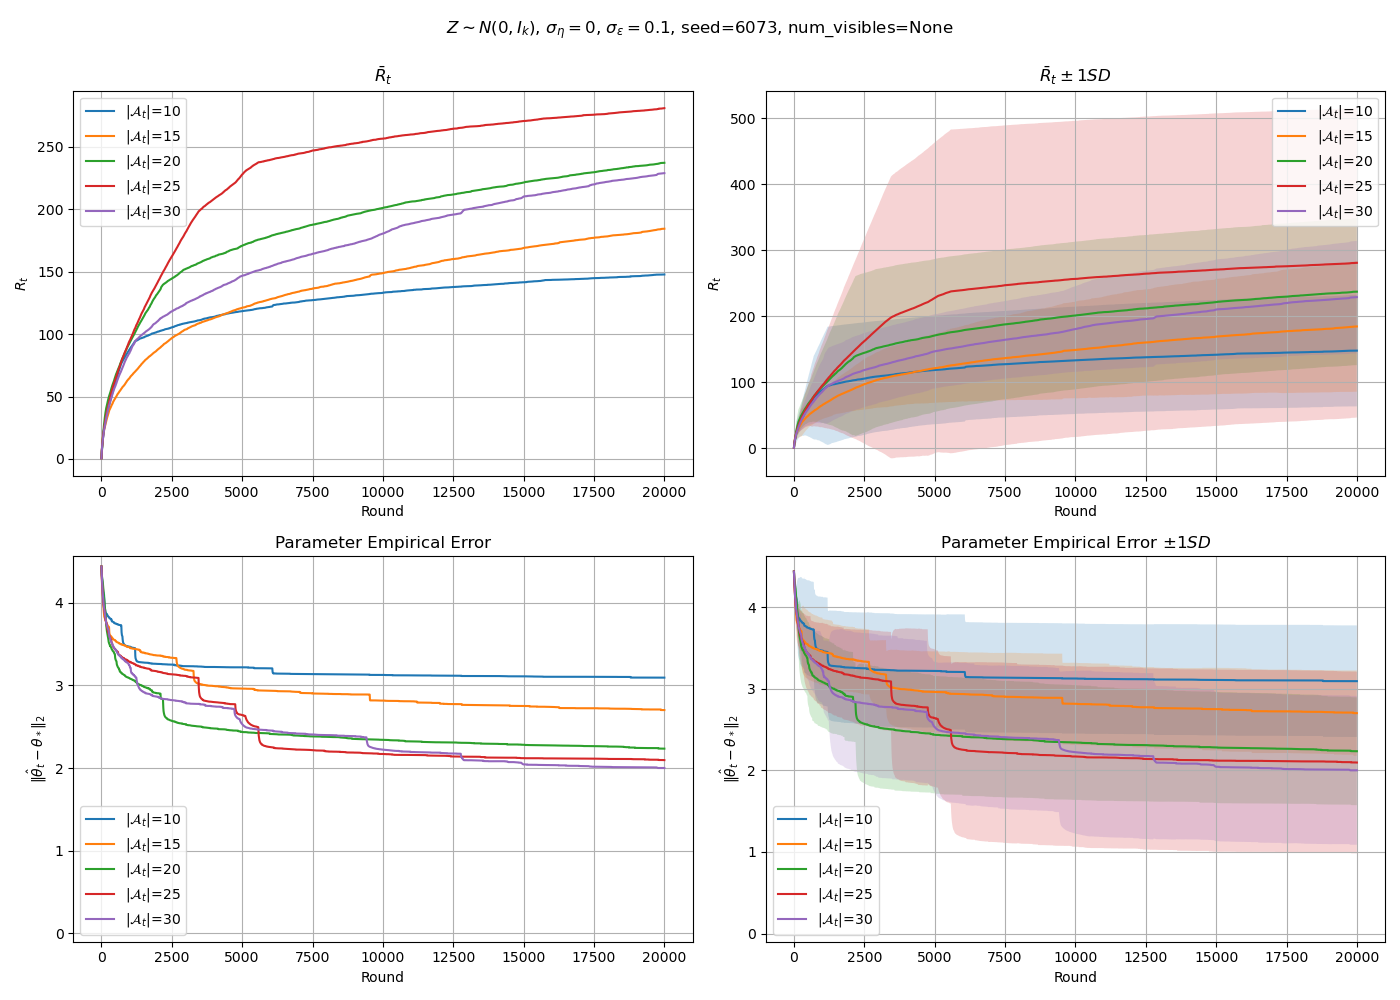 Z ∼ N(0, I_k), σ_η = 0, σ_ε = 0.1, seed=6073, num_visibles=None
R̄_t
R_t
250
200
150
100
50
0
0 2500 5000 7500 10000 12500 15000 17500 20000
Round
|𝒜_t|=10
|𝒜_t|=15
|𝒜_t|=20
|𝒜_t|=25
|𝒜_t|=30
R̄_t ± 1SD
R_t
500
400
300
200
100
0
0 2500 5000 7500 10000 12500 15000 17500 20000
Round
|𝒜_t|=10
|𝒜_t|=15
|𝒜_t|=20
|𝒜_t|=25
|𝒜_t|=30
Parameter Empirical Error
‖θ̂_t − θ_*‖_2
4
3
2
1
0
0 2500 5000 7500 10000 12500 15000 17500 20000
Round
|𝒜_t|=10
|𝒜_t|=15
|𝒜_t|=20
|𝒜_t|=25
|𝒜_t|=30
Parameter Empirical Error ±1SD
‖θ̂_t − θ_*‖_2
4
3
2
1
0
0 2500 5000 7500 10000 12500 15000 17500 20000
Round
|𝒜_t|=10
|𝒜_t|=15
|𝒜_t|=20
|𝒜_t|=25
|𝒜_t|=30